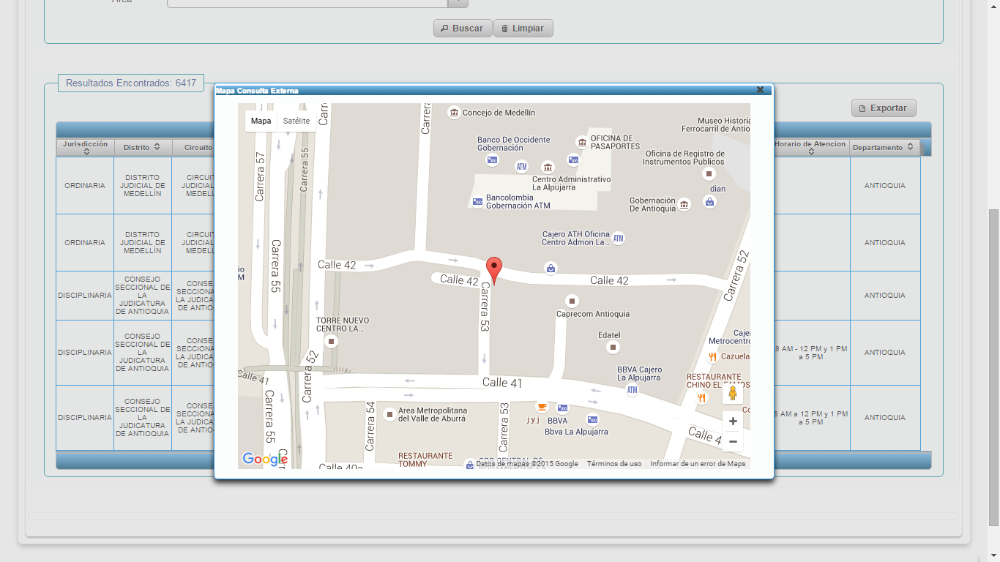 Area
Buscar
Limpiar
Resultados Encontrados: 6417
Exportar
Jurisdicción
Distrito
Circuito
Horario de Atencion
Departamento
ORDINARIA
DISTRITO
JUDICIAL DE
MEDELLÍN
CIRCUIT
JUDICIAL
MEDELL
ANTIOQUIA
ORDINARIA
DISTRITO
JUDICIAL DE
MEDELLÍN
CIRCUIT
JUDICIAL
MEDELL
ANTIOQUIA
DISCIPLINARIA
CONSEJO
SECCIONAL DE
LA
JUDICATURA
DE ANTIOQUIA
CONSE
SECCION
LA JUDICA
DE ANTIO
ANTIOQUIA
DISCIPLINARIA
CONSEJO
SECCIONAL DE
LA
JUDICATURA
DE ANTIOQUIA
CONSE
SECCION
LA JUDICA
DE ANTIO
8 AM - 12 PM y 1 PM
a 5 PM
ANTIOQUIA
DISCIPLINARIA
CONSEJO
SECCIONAL DE
LA
JUDICATURA
DE ANTIOQUIA
CONSE
SECCION
LA JUDICA
DE ANTIO
8 AM a 12 PM y 1 PM
a 5 PM
ANTIOQUIA
Mapa Consulta Externa
Mapa
Satélite
Carrera
Carrera
Concejo de Medellín
Museo Historia
Ferrocarril de Antio
Banco De Occidente
Gobernación
OFICINA DE
PASAPORTES
ATM
Oficina de Registro de
Instrumentos Publicos
Carrera 57
Carrera 55
Centro Administrativo
La Alpujarra
dian
Bancolombia
Gobernación ATM
Gobernación
De Antioquia
Cajero ATH Oficina
Centro Admon La...
ATM
Carrera 55
Calle 42
Calle 42
Calle 42
Carrera 52
io
M
Carrera 53
Caprecom Antioquia
TORRE NUEVO
CENTRO LA...
Edatel
Cajer
Metrocentro
Cazuela
Carrera 52
BBVA Cajero
La Alpujarra
ATM
RESTAURANTE
CHINO EL FAMOS
Calle 41
Calle 41
Area Metropolitana
del Valle de Aburrá
Carrera 54
Carrera 53
Carrera 55
j y j
BBVA
Bbva La Alpujarra
Co
Calle 4
RESTAURANTE
TOMMY
Calle 40a
Google
Datos de mapas ©2015 Google
Términos de uso
Informar de un error de Maps